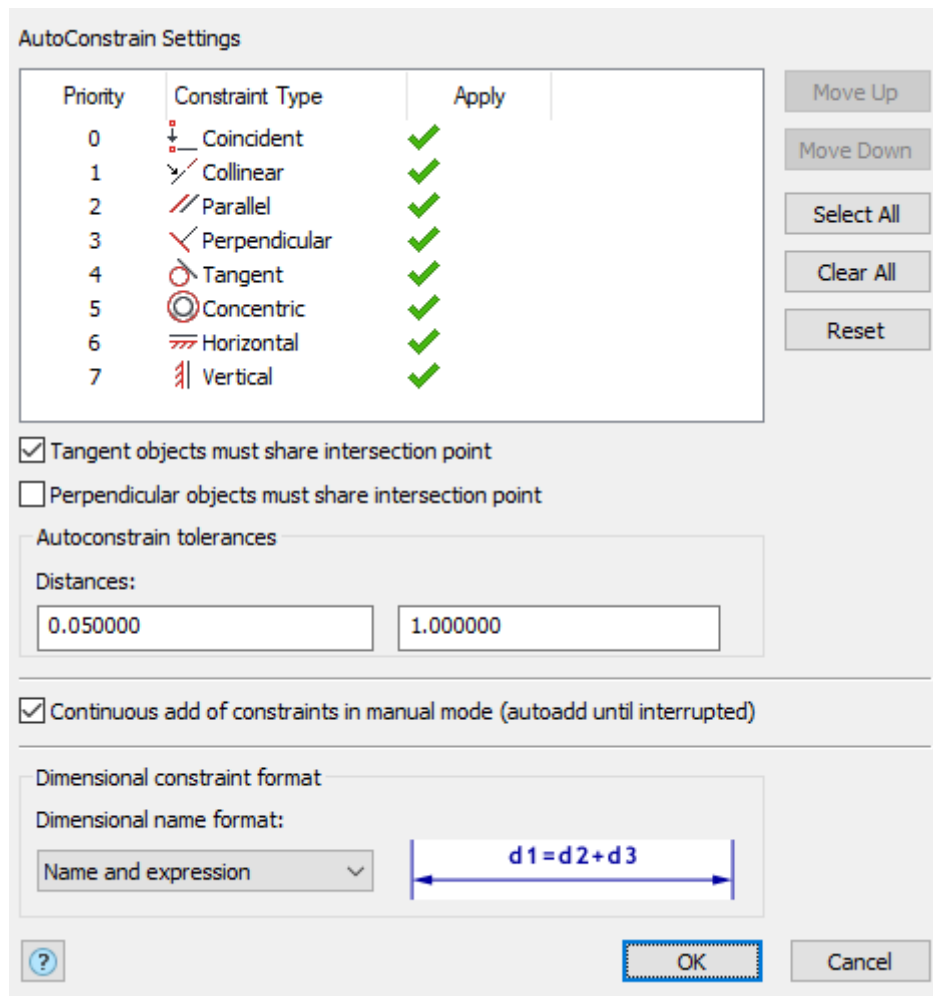 AutoConstrain Settings
Priority Constraint Type Apply
Move Up
0 Coincident
Move Down
1 Collinear
2 Parallel
Select All
3 Perpendicular
4 Tangent
Clear All
5 Concentric
6 Horizontal
Reset
7 Vertical
Tangent objects must share intersection point
Perpendicular objects must share intersection point
Autoconstrain tolerances
Distances:
0.050000 1.000000
Continuous add of constraints in manual mode (autoadd until interrupted)
Dimensional constraint format
Dimensional name format:
Name and expression
d1=d2+d3
?
OK
Cancel